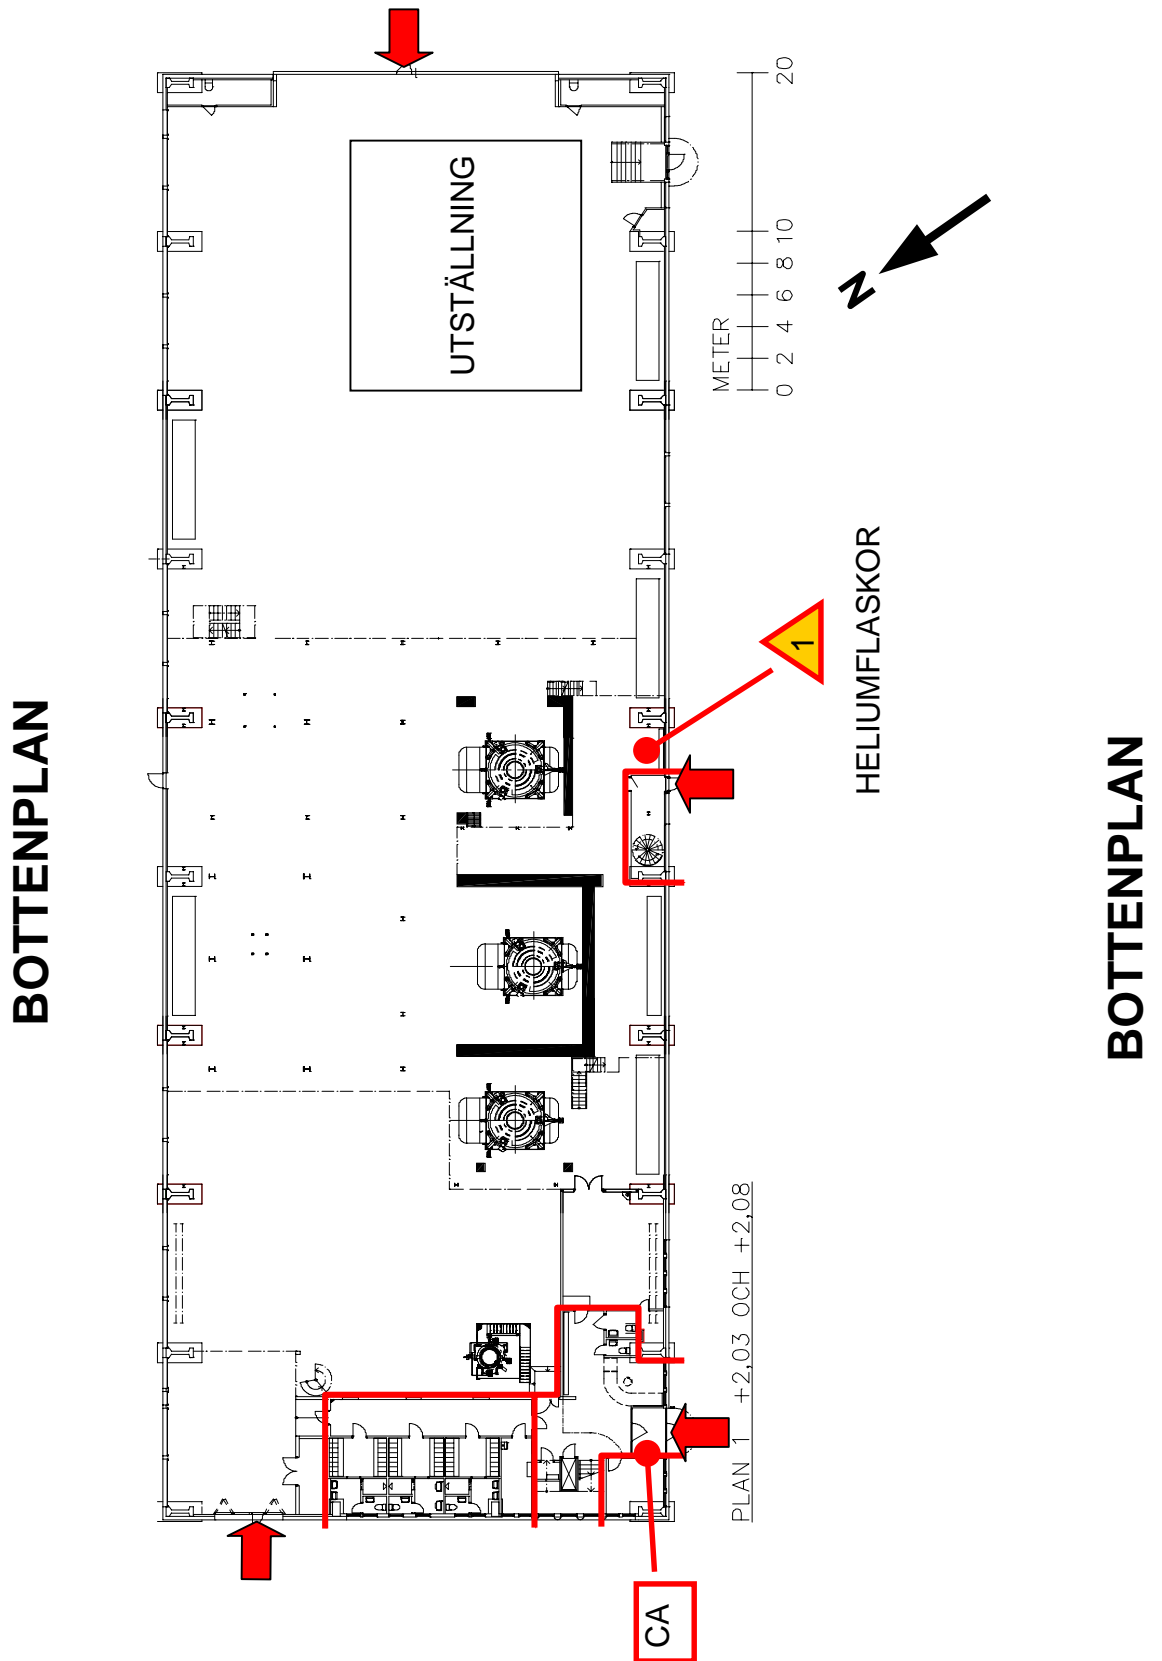 BOTTENPLAN
UTSTÄLLNING
METER
0 2 4 6 8 10 20
N
1
HELIUMFLASKOR
PLAN 1 +2,03 OCH +2,08
CA
BOTTENPLAN